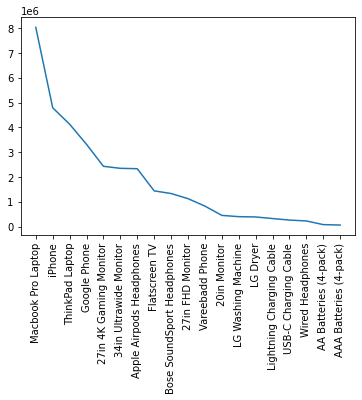 1e6
8
7
6
5
4
3
2
1
0
Macbook Pro Laptop
iPhone
ThinkPad Laptop
Google Phone
27in 4K Gaming Monitor
34in Ultrawide Monitor
Apple Airpods Headphones
Flatscreen TV
Bose SoundSport Headphones
27in FHD Monitor
Vareebadd Phone
20in Monitor
LG Washing Machine
LG Dryer
Lightning Charging Cable
USB-C Charging Cable
Wired Headphones
AA Batteries (4-pack)
AAA Batteries (4-pack)